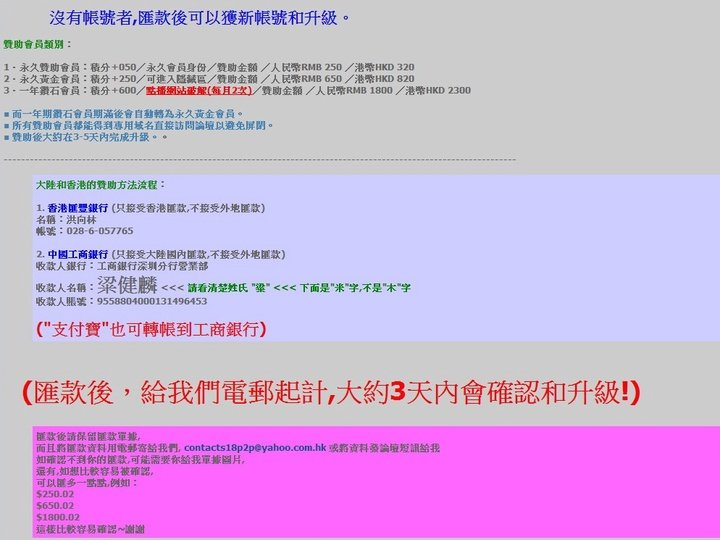 沒有帳號者,匯款後可以獲新帳號和升級。
贊助會員類別：
1 - 永久贊助會員：積分+050／永久會員身份／贊助金額 ／人民幣RMB 250 ／港幣HKD 320
2 - 永久黃金會員：積分+250／可進入隱藏區／贊助金額 ／人民幣RMB 650 ／港幣HKD 820
3 - 一年鑽石會員：積分+600／點播網站破解(每月2次)／贊助金額 ／人民幣RMB 1800 ／港幣HKD 2300
■ 而一年期鑽石會員期滿後會自動轉為永久黃金會員。
■ 所有贊助會員都能得到專用域名直接訪問論壇以避免屏閉。
■ 贊助後大約在3-5天內完成升級。。
大陸和香港的贊助方法流程：
1. 香港匯豐銀行 (只接受香港匯款,不接受外地匯款)
名稱：洪向林
帳號：028-6-057765
2. 中國工商銀行 (只接受大陸國內匯款,不接受外地匯款)
收款人銀行：工商銀行深圳分行營業部
收款人名稱：梁健麟 <<< 請看清楚姓氏 "粱" <<< 下面是"米"字,不是"木"字
收款人賬號：9558804000131496453
("支付寶"也可轉帳到工商銀行)
(匯款後，給我們電郵起計,大約3天內會確認和升級!)
匯款後請保留匯款單據,
而且將匯款資料用電郵寄給我們, contacts18p2p@yahoo.com.hk 或將資料發論壇短訊給我
如確認不到你的匯款,可能需要你給我單據圖片,
還有,如想比較容易被確認,
可以匯多一點點,例如：
$250.02
$650.02
$1800.02
這樣比較容易確認~謝謝